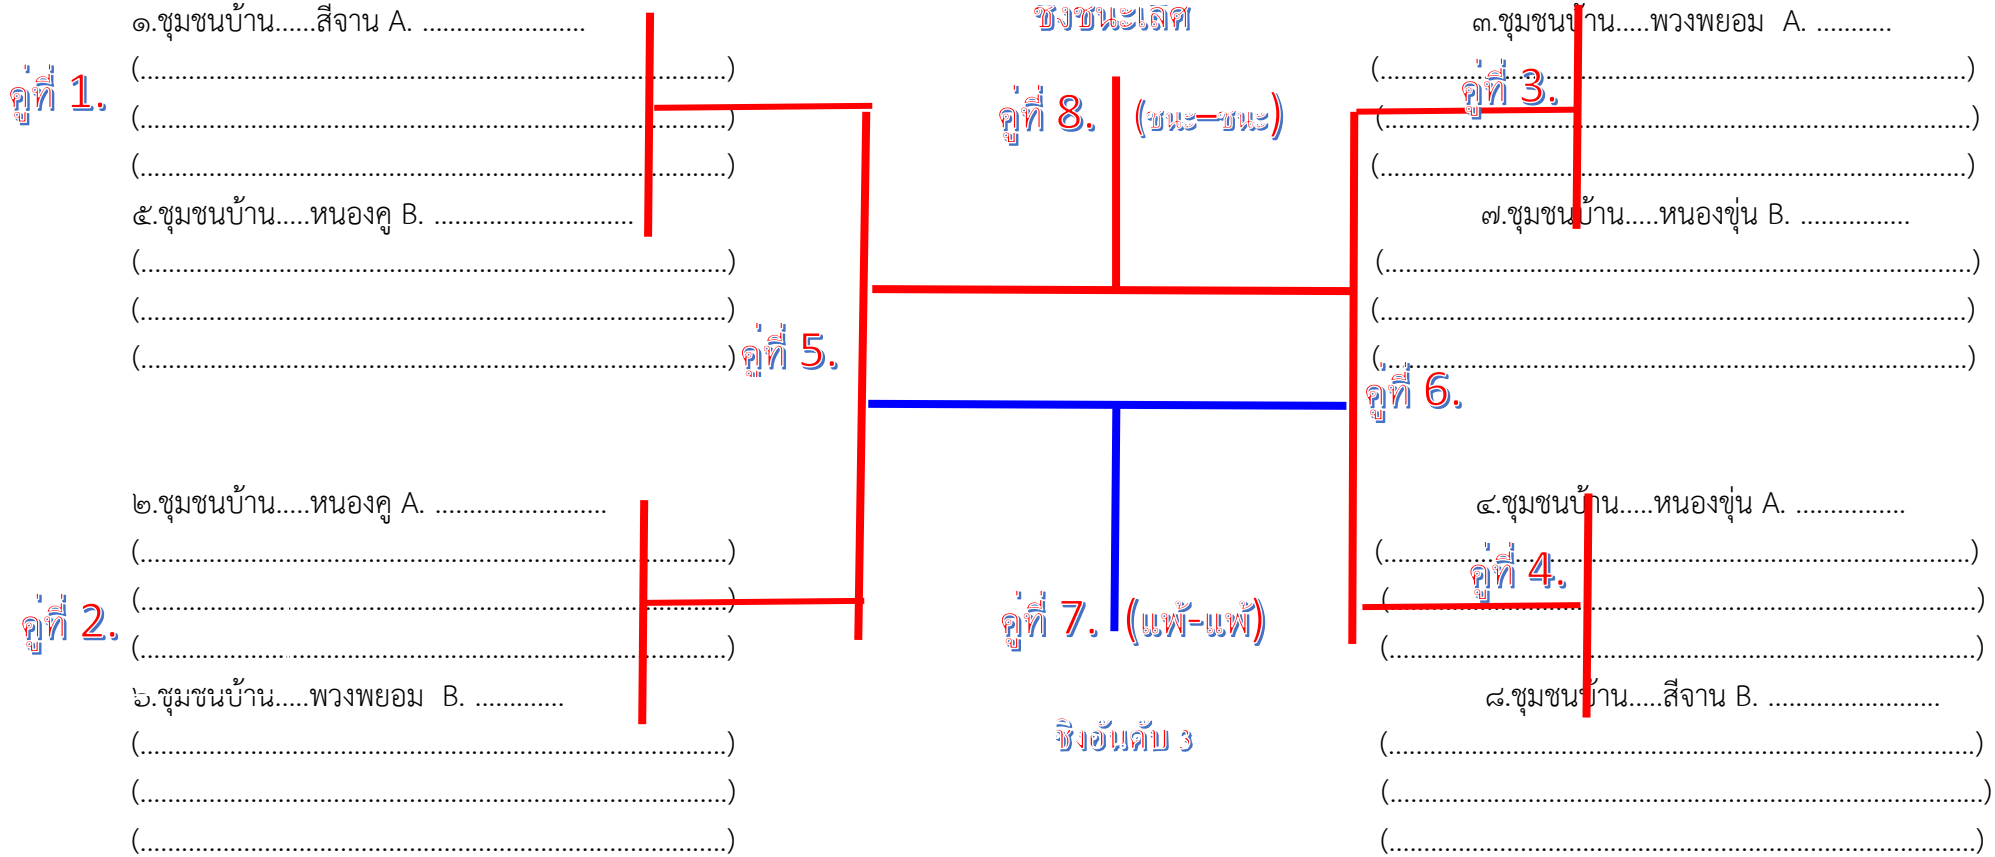 ๑.ชุมชนบ้าน......สีจาน A. ........................
(.....................................................................................)
คู่ที่ 1.
(.....................................................................................)
(.....................................................................................)
๕.ชุมชนบ้าน.....หนองคู B. .............................
(.....................................................................................)
(.....................................................................................)
(.....................................................................................)
คู่ที่ 5.
๒.ชุมชนบ้าน.....หนองคู A. .........................
(.....................................................................................)
(.....................................................................................)
คู่ที่ 2.
(.....................................................................................)
๖.ชุมชนบ้าน.....พวงพยอม B. .............
(.....................................................................................)
(.....................................................................................)
(.....................................................................................)
ชิงชนะเลิศ
คู่ที่ 8. (ชนะ–ชนะ)
คู่ที่ 7. (แพ้-แพ้)
ชิงอันดับ 3
๓.ชุมชนบ้าน.....พวงพยอม A. ...........
(.....................................................................................)
คู่ที่ 3.
(.....................................................................................)
(.....................................................................................)
๗.ชุมชนบ้าน.....หนองขุ่น B. ................
(.....................................................................................)
(.....................................................................................)
(.....................................................................................)
คู่ที่ 6.
๔.ชุมชนบ้าน.....หนองขุ่น A. ................
(.....................................................................................)
คู่ที่ 4.
(.....................................................................................)
(.....................................................................................)
๘.ชุมชนบ้าน.....สีจาน B. .........................
(.....................................................................................)
(.....................................................................................)
(.....................................................................................)